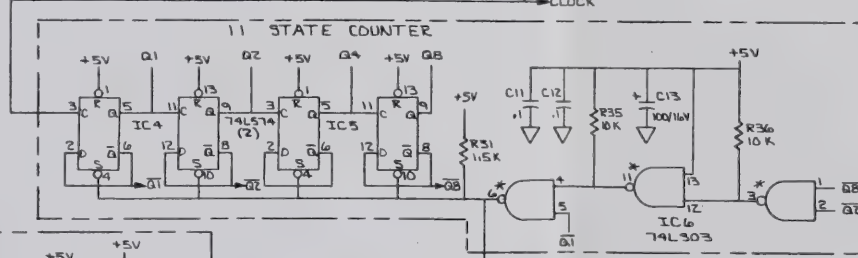 CLOCK
11 STATE COUNTER
+5V
Q1
+5V
Q2
+5V
Q4
+5V
Q8
+5V
1
13
1
13
R
R
R
R
3
C
Q
5
11
C
Q
9
3
C
Q
5
11
C
Q
9
IC4
74LS74
(2)
IC5
2
D
Q̅
6
12
D
Q̅
8
2
D
Q̅
6
12
D
Q̅
8
S
S
S
S
4
10
4
10
Q̅1̅
Q̅2̅
Q̅8̅
+5V
R31
1.5K
C11
.1
C12
.1
R35
10K
+
C13
100/16V
R36
10K
*
6
4
5
Q̅1̅
*
11
13
12
IC6
74LS03
*
3
1
2
Q̅8̅
Q̅2̅
+5V
+5V